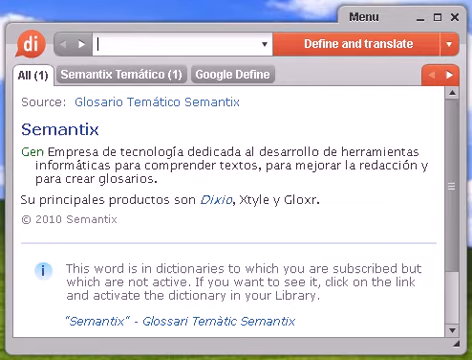 Menu
di
Define and translate
All (1)
Semantix Temático (1)
Google Define
Source: Glosario Temático Semantix
Semantix
Gen Empresa de tecnología dedicada al desarrollo de herramientas
informáticas para comprender textos, para mejorar la redacción y
para crear glosarios.
Su principales productos son Dixio, Xtyle y Gloxr.
© 2010 Semantix
i
This word is in dictionaries to which you are subscribed but
which are not active. If you want to see it, click on the link
and activate the dictionary in your Library.
"Semantix" - Glossari Temàtic Semantix